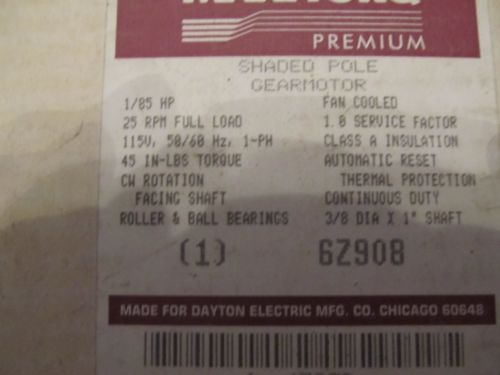 PREMIUM
SHADED POLE
GEARMOTOR
1/85 HP
25 RPM FULL LOAD
115V, 50/60 Hz, 1-PH
45 IN-LBS TORQUE
CW ROTATION
FACING SHAFT
ROLLER & BALL BEARINGS
FAN COOLED
1.0 SERVICE FACTOR
CLASS A INSULATION
AUTOMATIC RESET
THERMAL PROTECTION
CONTINUOUS DUTY
3/8 DIA X 1" SHAFT
(1) 6Z908
MADE FOR DAYTON ELECTRIC MFG. CO. CHICAGO 60648